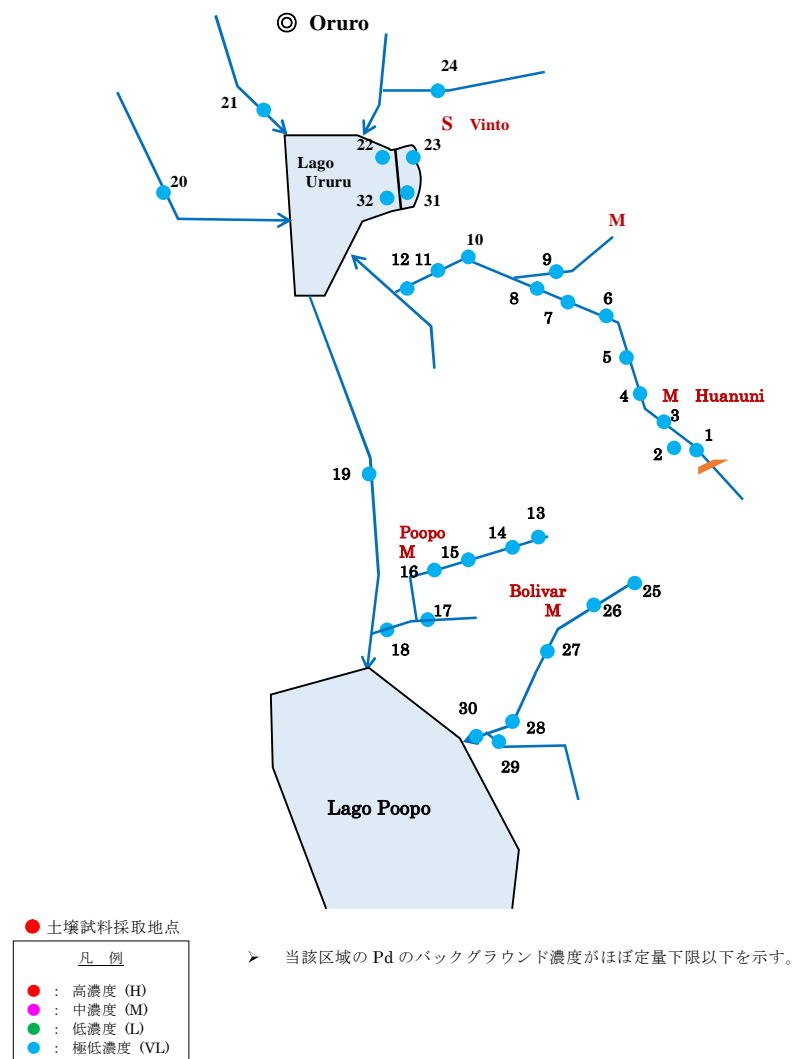 ◎ Oruro
24
21
S Vinto
22
23
Lago
Ururu
20
32
31
M
10
12 11
9
8
7
6
5
4
M Huanuni
3
1
2
19
13
Poopo
M
14
15
16
Bolivar
M
25
26
17
18
27
30
28
29
Lago Poopo
● 土壌試料採取地点
凡 例
● : 高濃度 (H)
● : 中濃度 (M)
● : 低濃度 (L)
● : 極低濃度 (VL)
➢ 当該区域の Pd のバックグラウンド濃度がほぼ定量下限以下を示す。